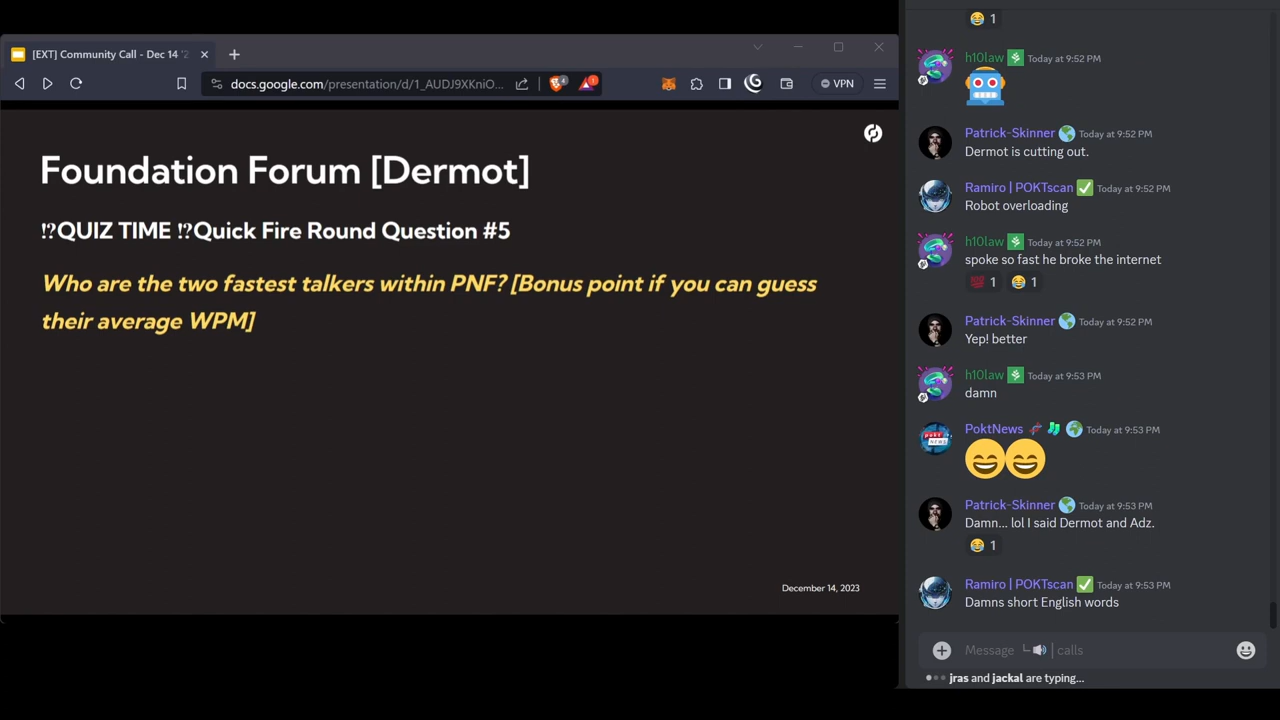 [EXT] Community Call - Dec 14 '2
docs.google.com/presentation/d/1_AUDJ9XKniO...
4
1
VPN
Foundation Forum [Dermot]
⁉QUIZ TIME ⁉Quick Fire Round Question #5
Who are the two fastest talkers within PNF? [Bonus point if you can guess
their average WPM]
December 14, 2023
😂 1
h10law Today at 9:52 PM
Patrick-Skinner Today at 9:52 PM
Dermot is cutting out.
Ramiro | POKTscan Today at 9:52 PM
Robot overloading
h10law Today at 9:52 PM
spoke so fast he broke the internet
💯 1 😂 1
Patrick-Skinner Today at 9:52 PM
Yep! better
h10law Today at 9:53 PM
damn
PoktNews Today at 9:53 PM
😄😄
Patrick-Skinner Today at 9:53 PM
Damn... lol I said Dermot and Adz.
😂 1
Ramiro | POKTscan Today at 9:53 PM
Damns short English words
Message calls
jras and jackal are typing...